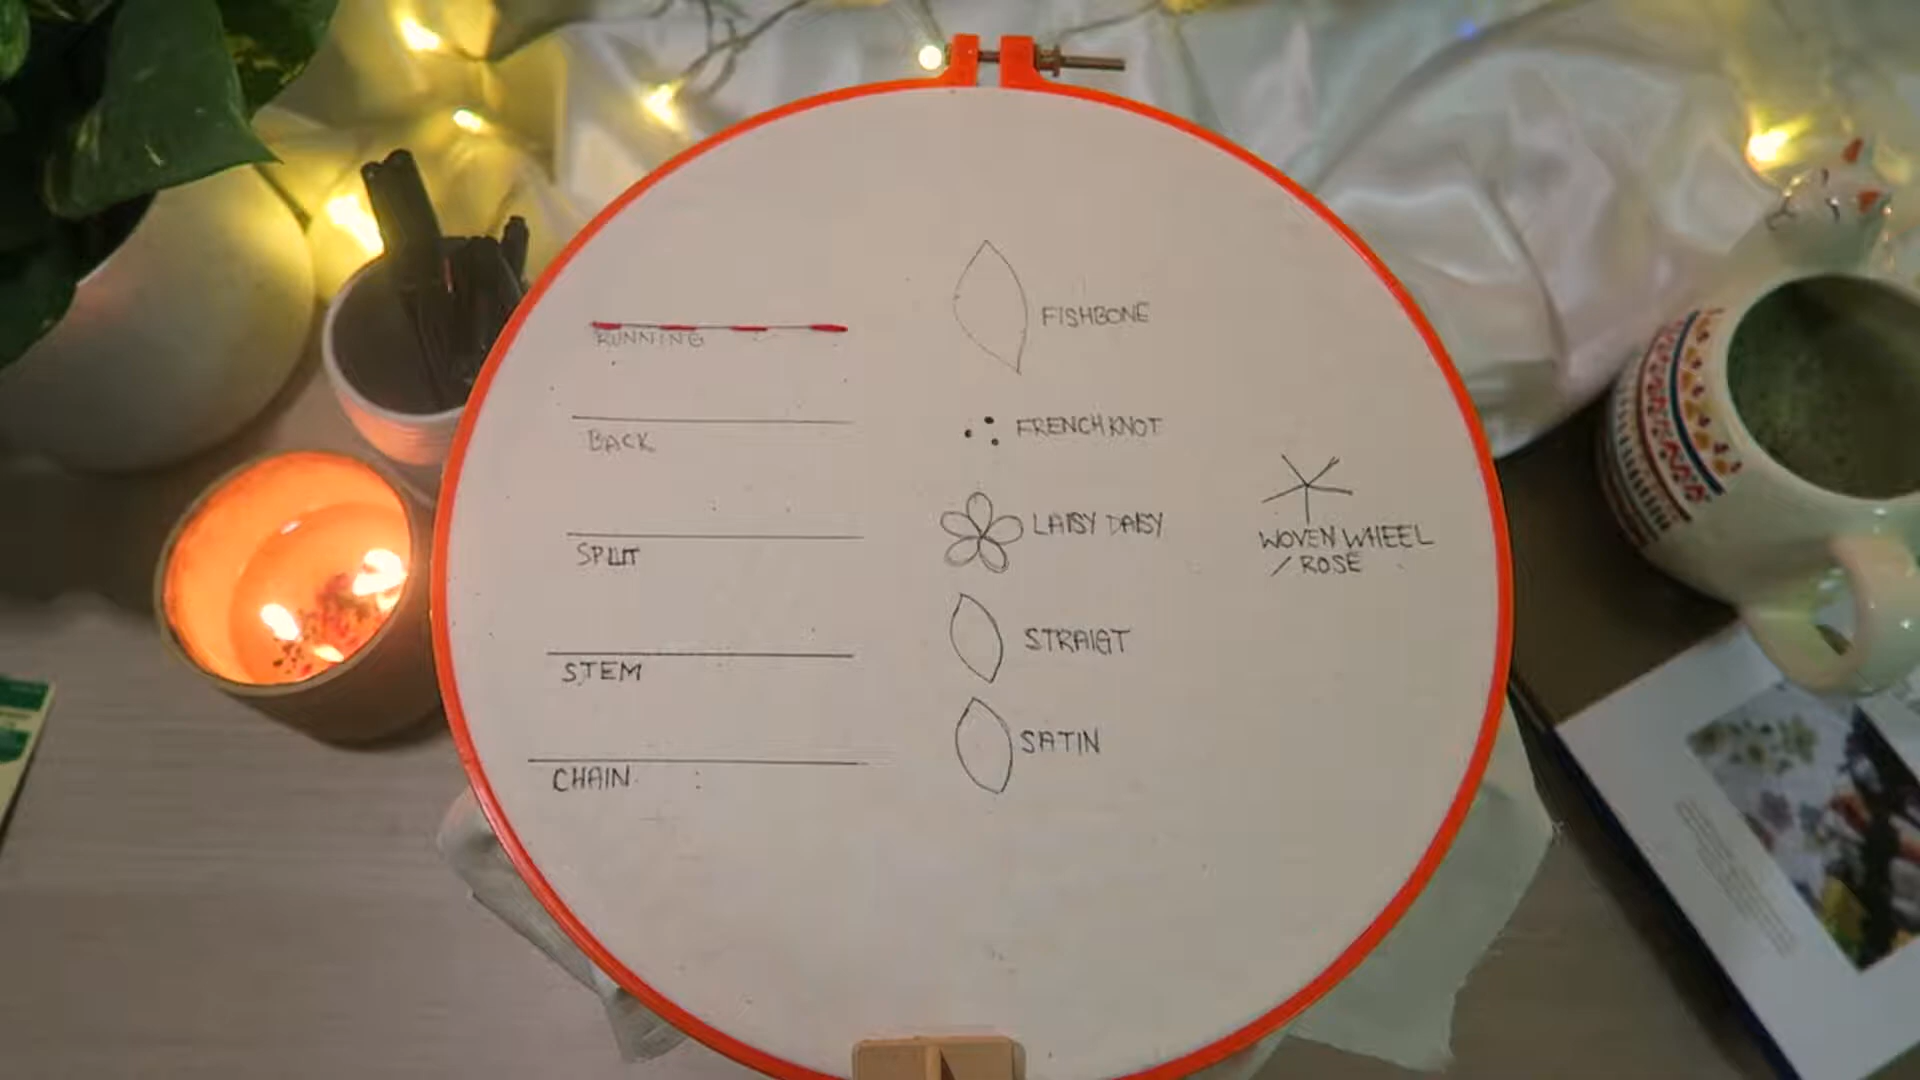 RUNNING
BACK
SPLIT
STEM
CHAIN
FISHBONE
FRENCH KNOT
LAISY DAISY
STRAIGT
SATIN
WOVEN WHEEL
/ ROSE